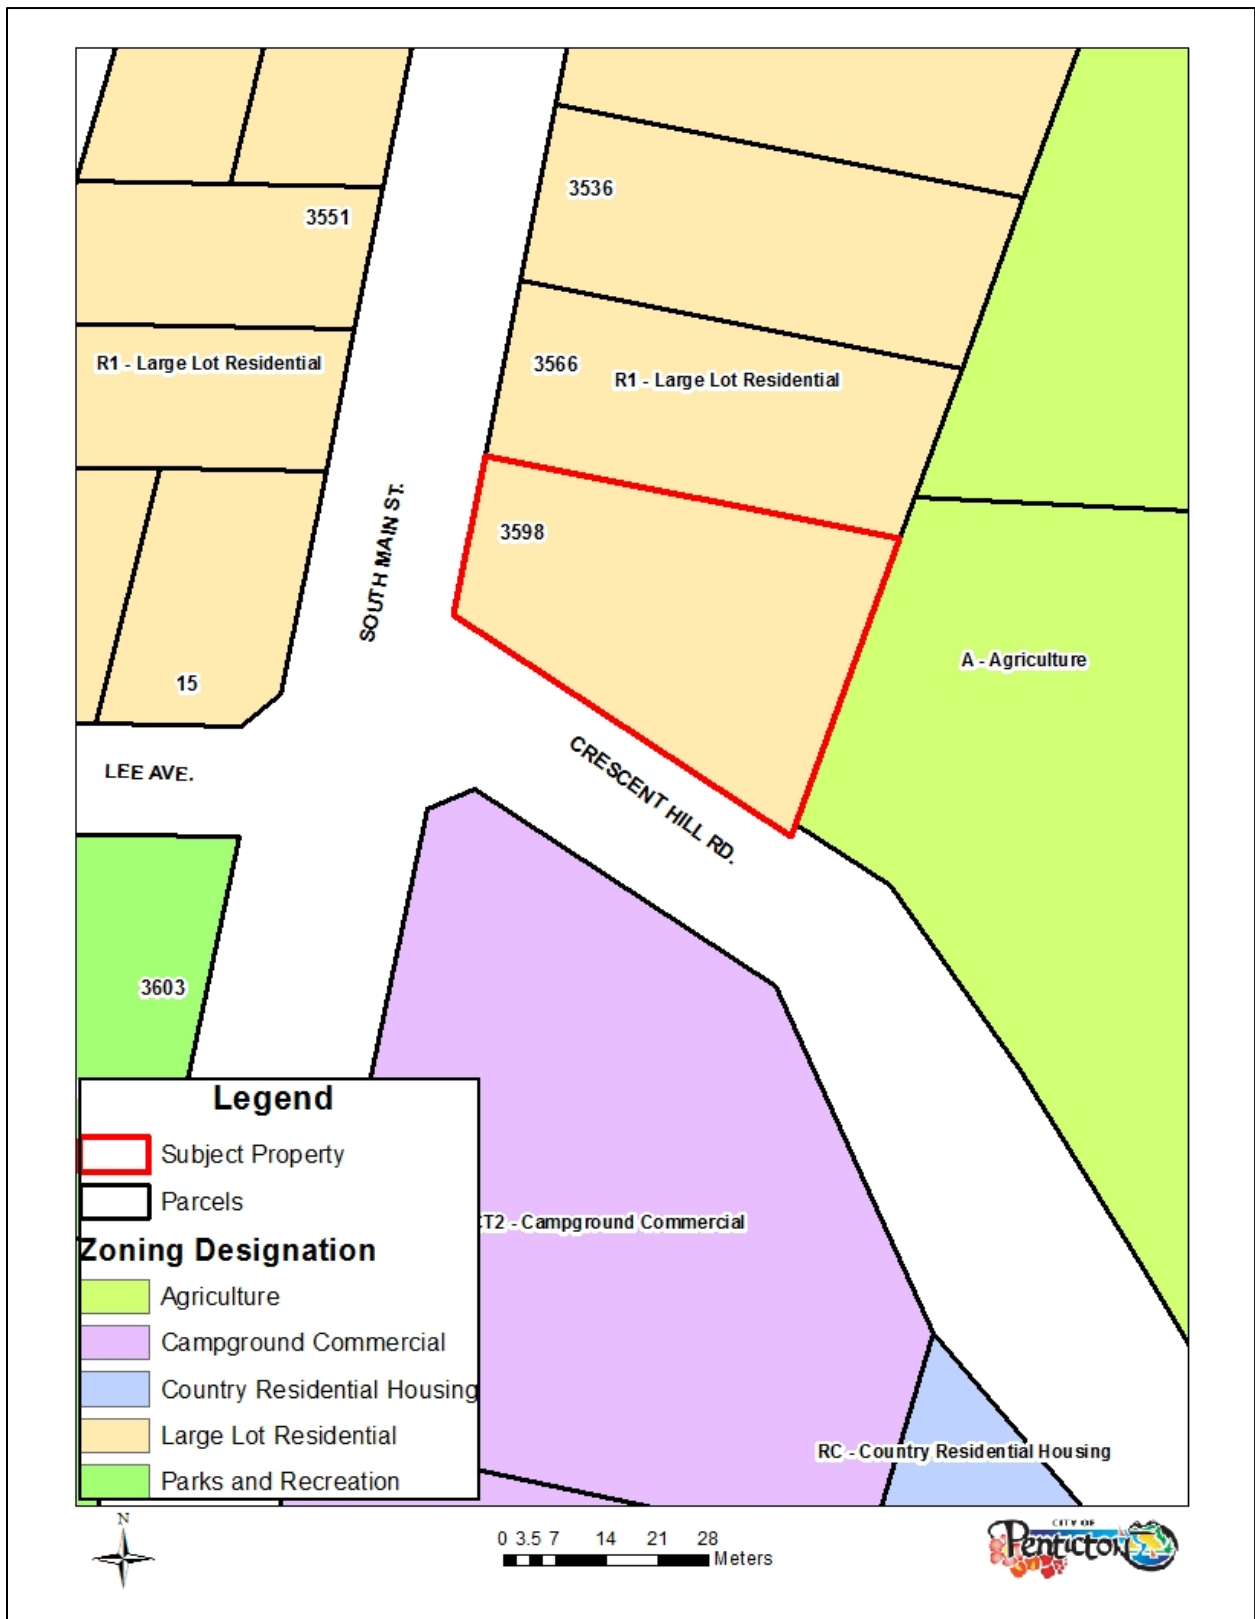 3536
3551
R1 - Large Lot Residential
3566
R1 - Large Lot Residential
SOUTH MAIN ST.
3598
A - Agriculture
15
CRESCENT HILL RD.
LEE AVE.
3603
Legend
Subject Property
Parcels
T2 - Campground Commercial
Zoning Designation
Agriculture
Campground Commercial
Country Residential Housing
Large Lot Residential
RC - Country Residential Housing
Parks and Recreation
N
0 3.5 7 14 21 28
Meters
CITY OF
Penticton